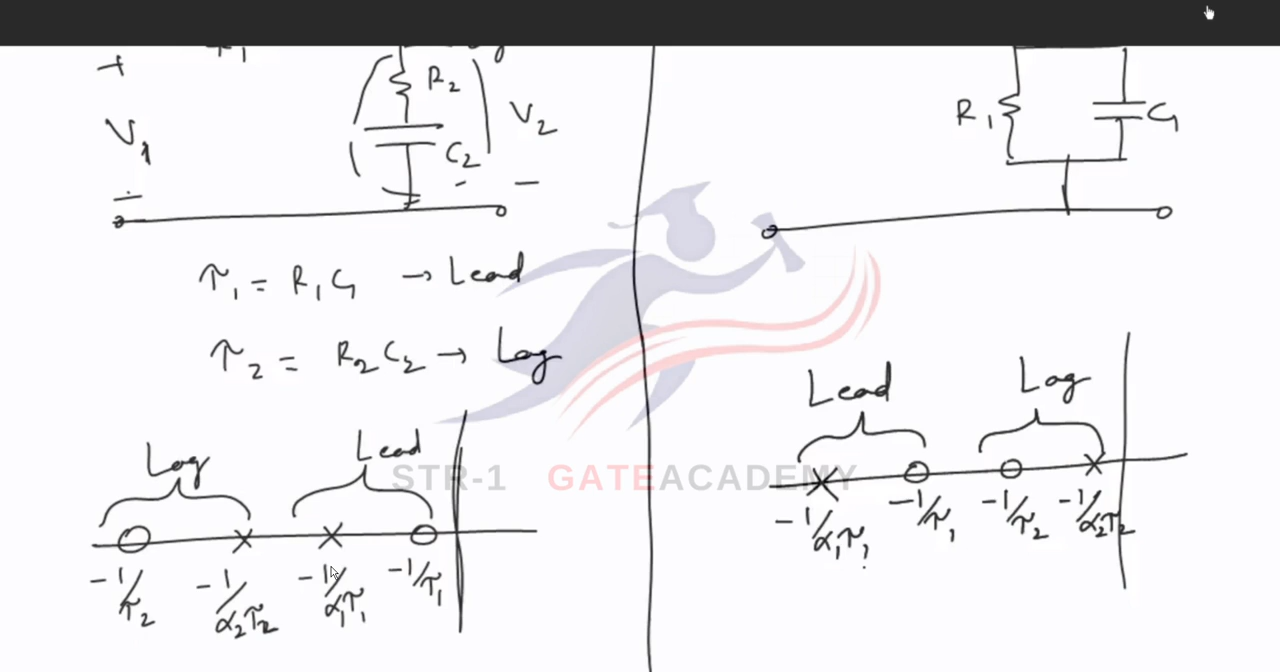 +
R₂
V₁
V₂
C₂
−
−
τ₁ = R₁C₁ → Lead
τ₂ = R₂C₂ → Lag
Lag
Lead
−1/τ₂
−1/α₂τ₂
−1/α₁τ₁
−1/τ₁
R₁
C₁
Lead
Lag
−1/α₁τ₁
−1/τ₁
−1/τ₂
−1/α₂τ₂
STR-1 GATEACADEMY